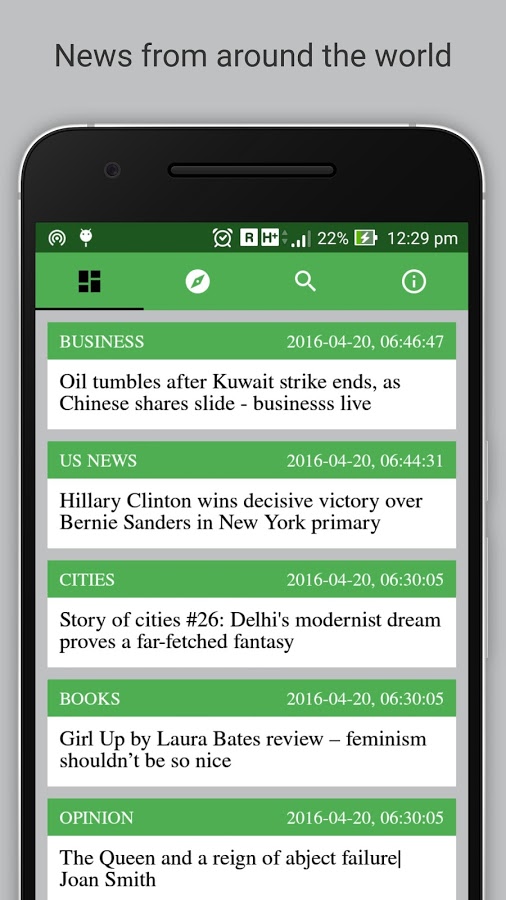 News from around the world
R H+ 22% 12:29 pm
BUSINESS 2016-04-20, 06:46:47
Oil tumbles after Kuwait strike ends, as
Chinese shares slide - businesss live
US NEWS 2016-04-20, 06:44:31
Hillary Clinton wins decisive victory over
Bernie Sanders in New York primary
CITIES 2016-04-20, 06:30:05
Story of cities #26: Delhi's modernist dream
proves a far-fetched fantasy
BOOKS 2016-04-20, 06:30:05
Girl Up by Laura Bates review – feminism
shouldn’t be so nice
OPINION 2016-04-20, 06:30:05
The Queen and a reign of abject failure|
Joan Smith